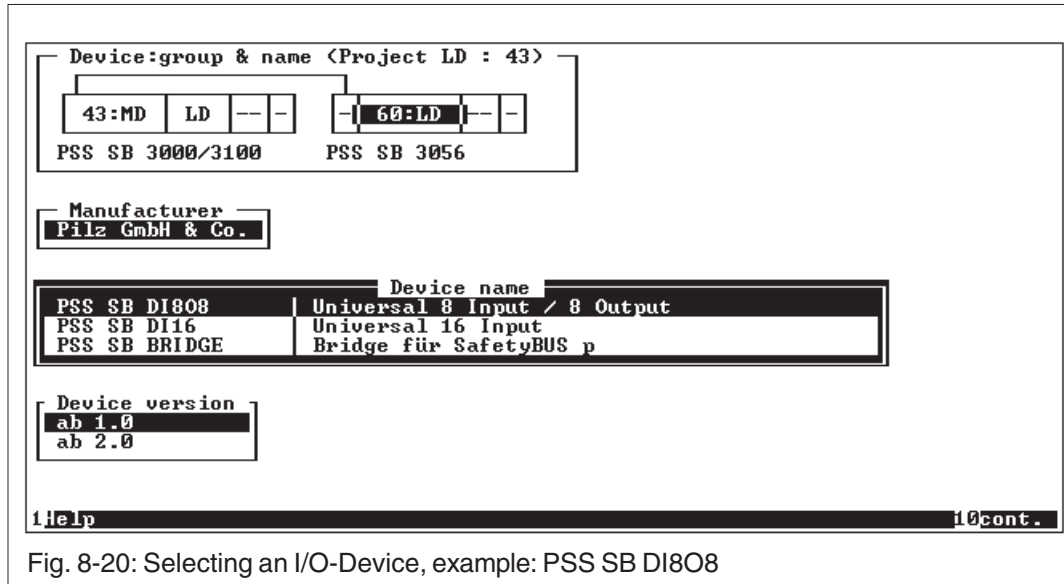 Device:group & name (Project LD : 43)
43:MD LD -- - - 60:LD -- -
PSS SB 3000/3100 PSS SB 3056
Manufacturer
Pilz GmbH & Co.
Device name
PSS SB DI8O8 | Universal 8 Input / 8 Output
PSS SB DI16 | Universal 16 Input
PSS SB BRIDGE | Bridge für SafetyBUS p
Device version
ab 1.0
ab 2.0
1Help 10cont.
Fig. 8-20: Selecting an I/O-Device, example: PSS SB DI8O8